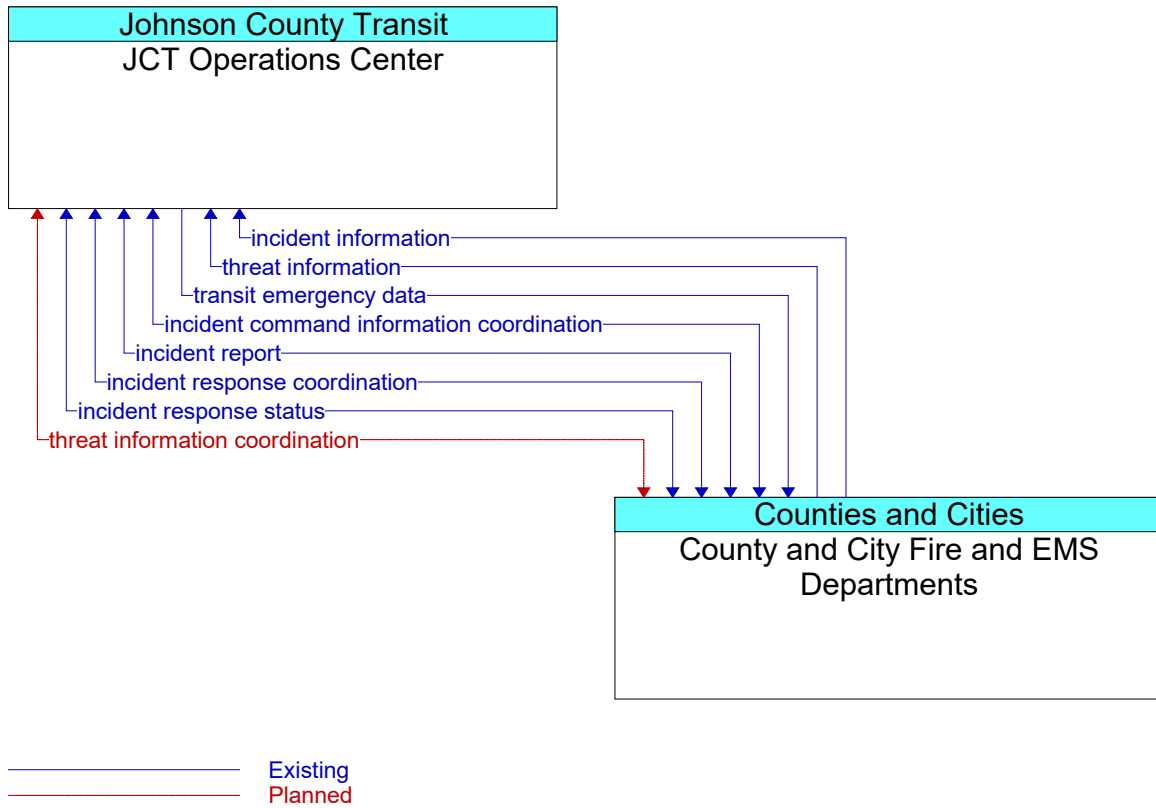 Johnson County Transit
JCT Operations Center
incident information
threat information
transit emergency data
incident command information coordination
incident report
incident response coordination
incident response status
threat information coordination
Counties and Cities
County and City Fire and EMS
Departments
Existing
Planned